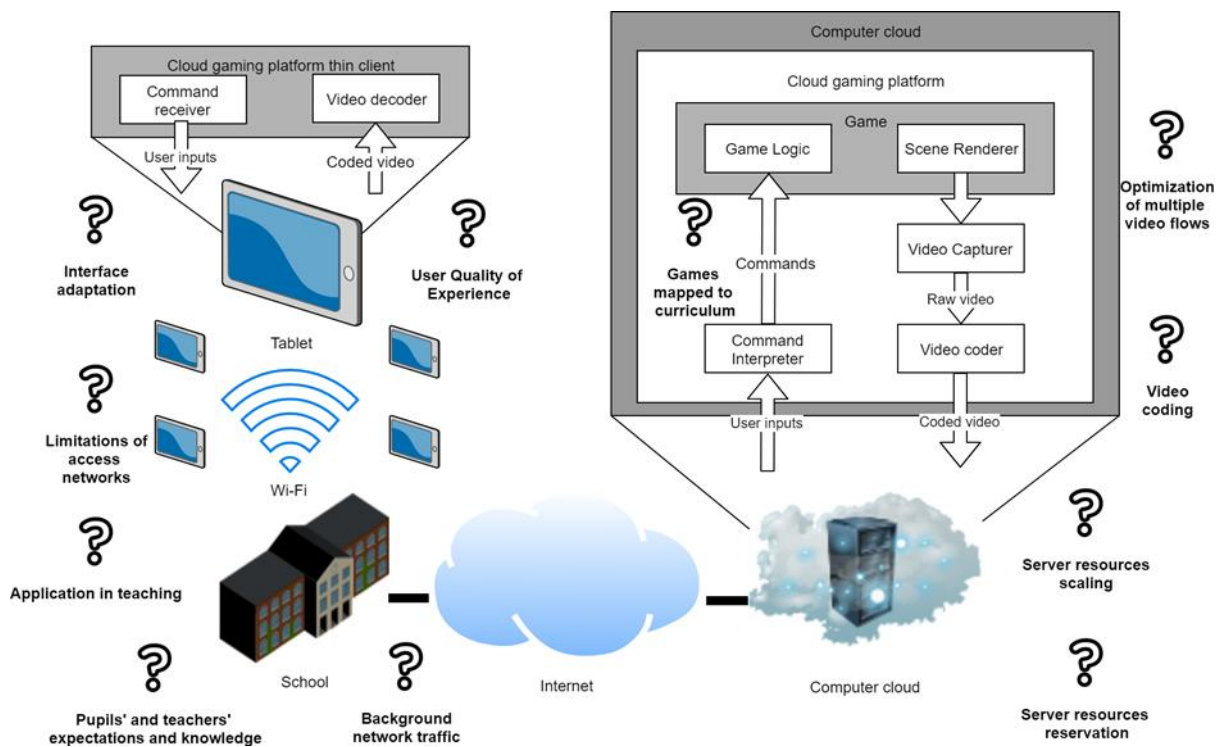 Cloud gaming platform thin client
Command
receiver
Video decoder
User inputs
Coded video
?
Interface
adaptation
?
User Quality of
Experience
Tablet
?
Limitations of
access
networks
Wi-Fi
?
Application in teaching
School
?
Pupils' and teachers'
expectations and knowledge
?
Background
network traffic
Internet
Computer cloud
Cloud gaming platform
Game
Game Logic
Scene Renderer
?
Games
mapped to
curriculum
Commands
Video Capturer
Raw video
Command
Interpreter
Video coder
User inputs
Coded video
?
Optimization
of multiple
video flows
?
Video
coding
?
Server resources
scaling
Computer cloud
?
Server resources
reservation